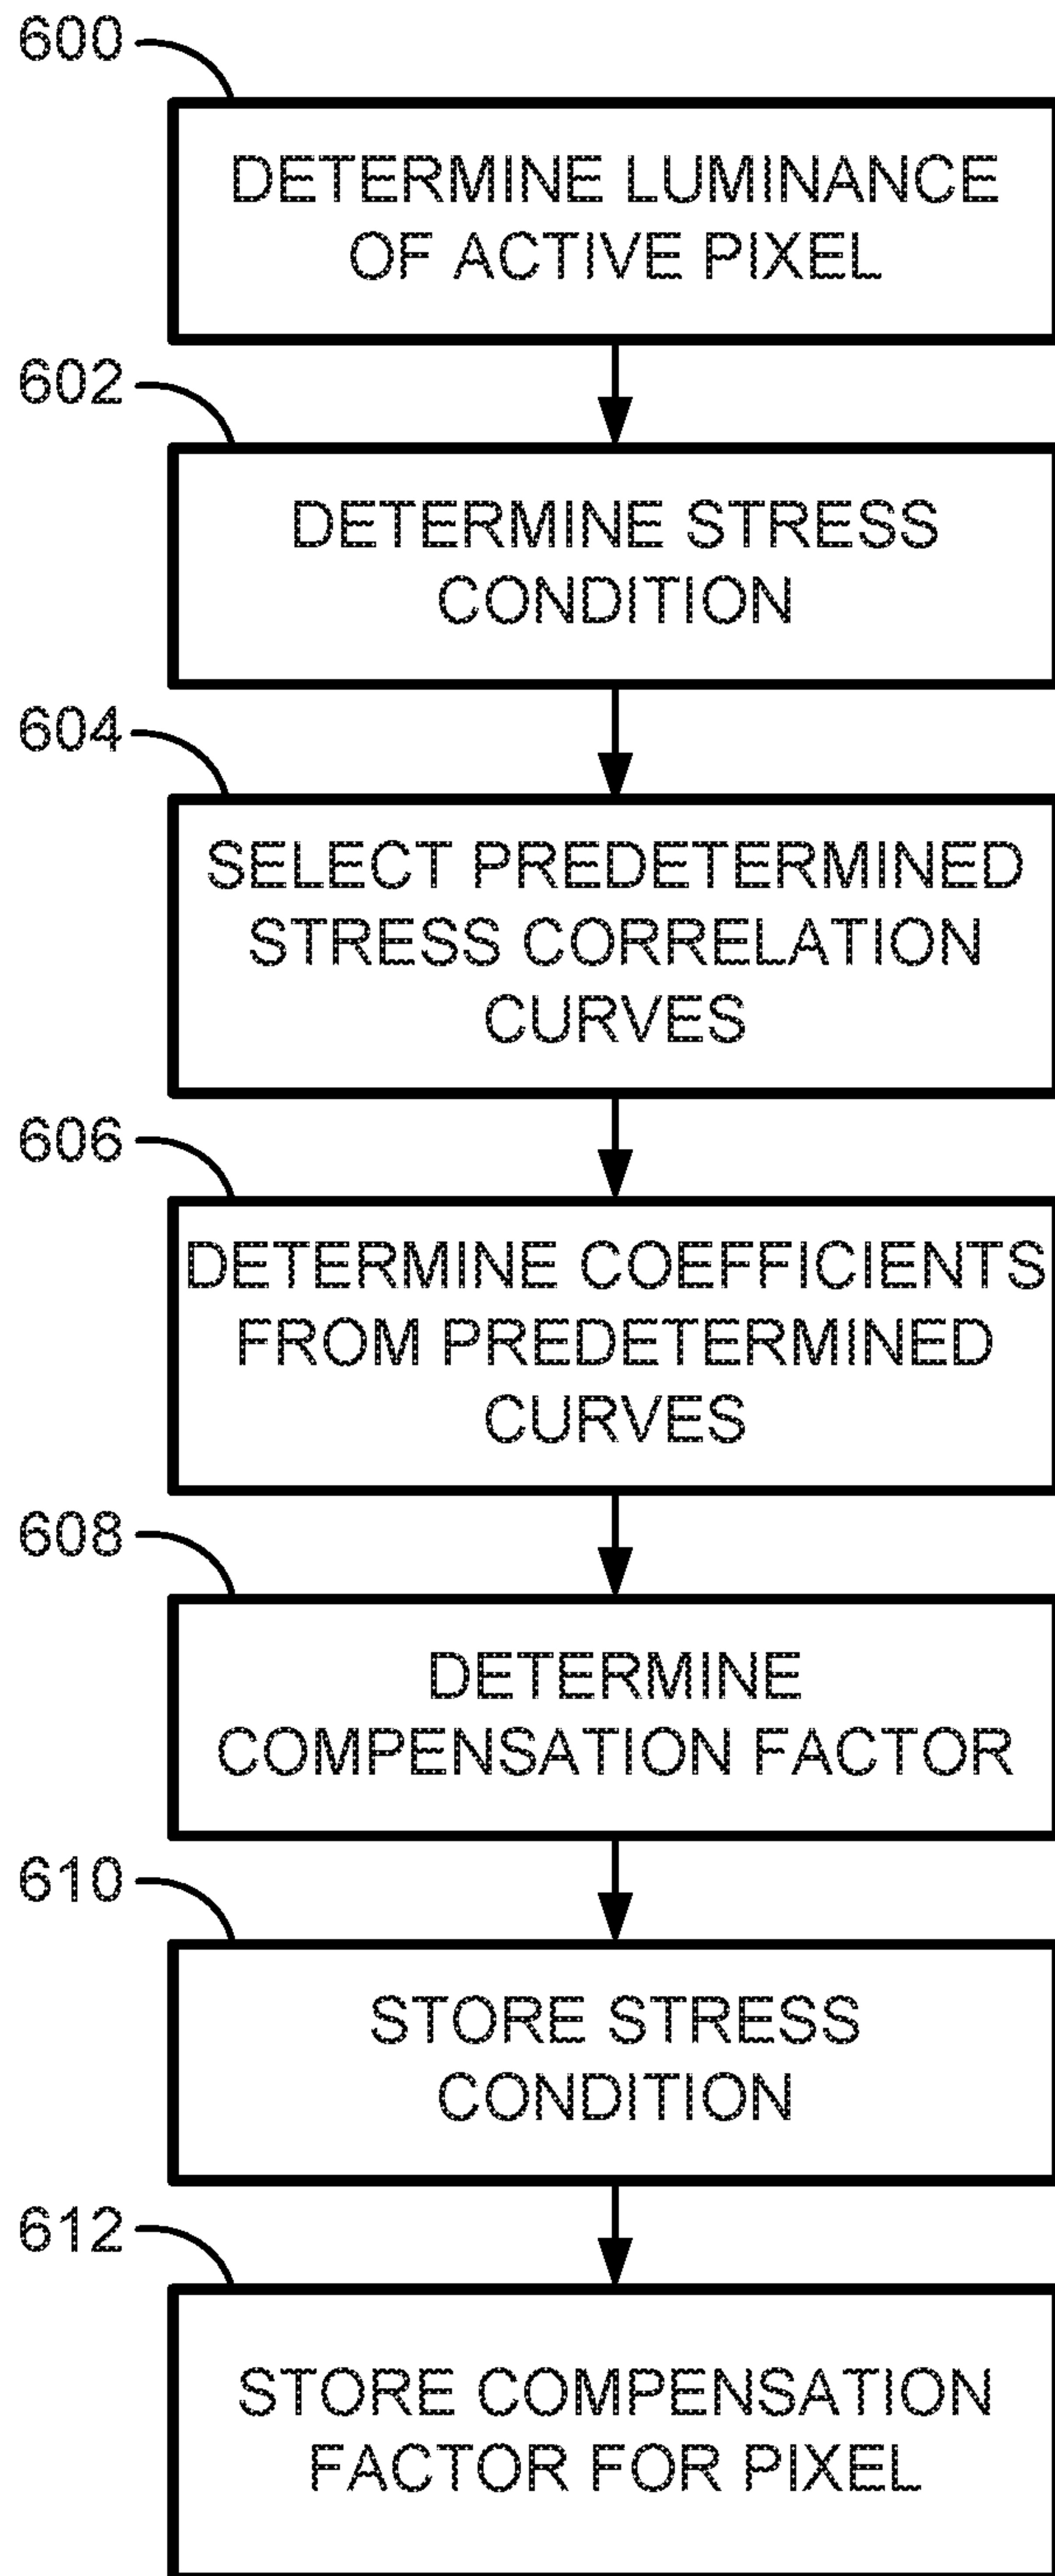 600
DETERMINE LUMINANCE
OF ACTIVE PIXEL
602
DETERMINE STRESS
CONDITION
604
SELECT PREDETERMINED
STRESS CORRELATION
CURVES
606
DETERMINE COEFFICIENTS
FROM PREDETERMINED
CURVES
608
DETERMINE
COMPENSATION FACTOR
610
STORE STRESS
CONDITION
612
STORE COMPENSATION
FACTOR FOR PIXEL